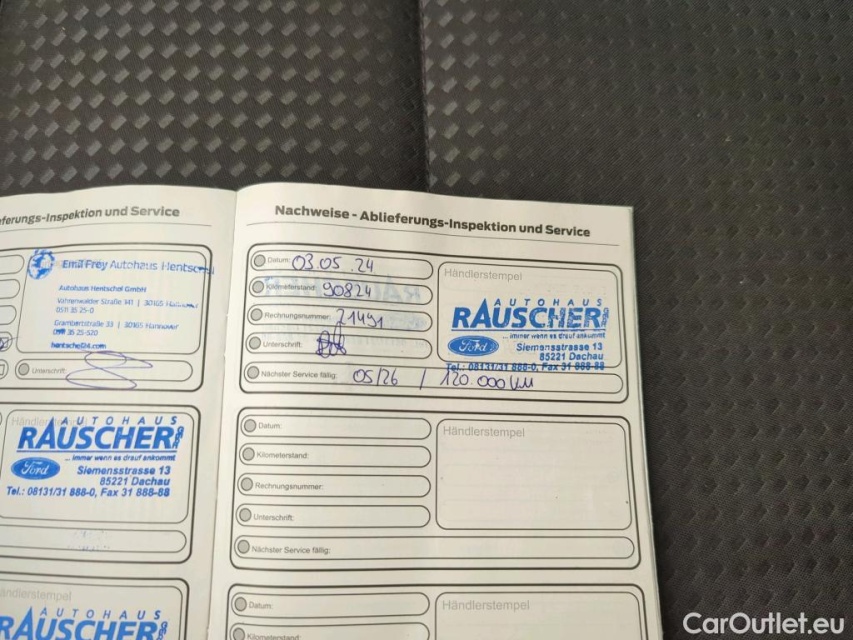 ferungs-Inspektion und Service
Emil Frey Autohaus Hentschel
Autohaus Hentschel GmbH
Vahrenwalder Straße 141 | 30165 Hannover
0511 35 25-0
Grambartstraße 33 | 30165 Hannover
0511 35 25-520
hentschel24.com
Unterschrift:
Händlerstempel
AUTOHAUS
RAUSCHER
... immer wenn es drauf ankommt
Ford
Siemensstrasse 13
85221 Dachau
Tel.: 08131/31 888-0, Fax 31 888-88
ändlerstempel
AUTOHAUS
RAUSCHER
Nachweise - Ablieferungs-Inspektion und Service
Datum: 03.05.24
Kilometerstand: 90824
Rechnungsnummer: 21491
Unterschrift:
Nächster Service fällig: 05/26 / 120.000 KM
Händlerstempel
AUTOHAUS
RAUSCHER
... immer wenn es drauf ankommt
Ford
Siemensstrasse 13
85221 Dachau
Tel.: 08131/31 888-0, Fax 31 888-88
Datum:
Kilometerstand:
Rechnungsnummer:
Unterschrift:
Nächster Service fällig:
Händlerstempel
Datum:
Kilometerstand:
Händlerstempel
CarOutlet.eu